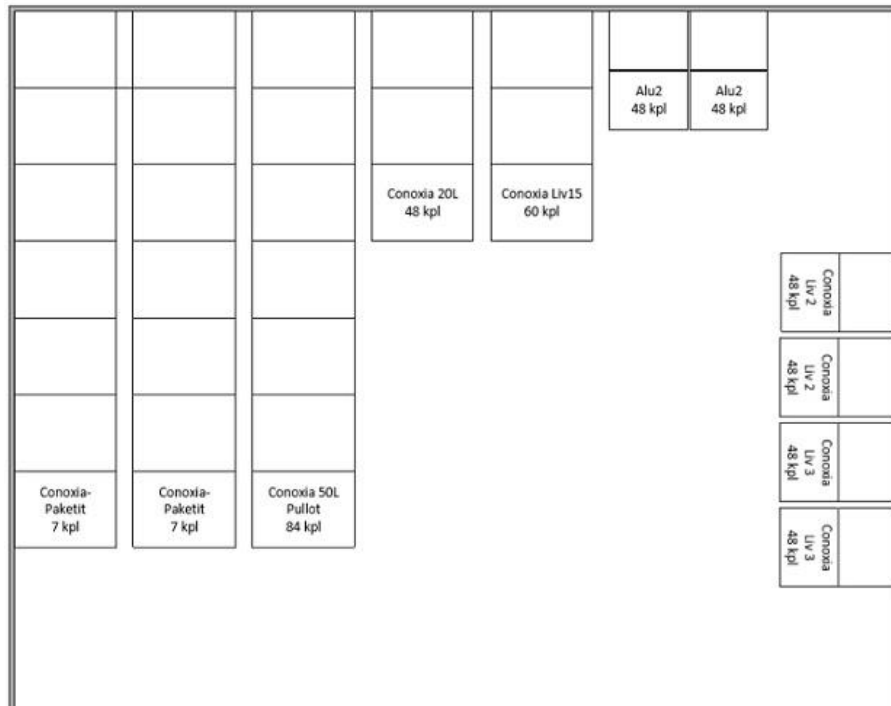 Alu2
48 kpl
Alu2
48 kpl
Conoxia 20L
48 kpl
Conoxia Liv15
60 kpl
Conoxia
Liv 2
48 kpl
Conoxia
Liv 2
48 kpl
Conoxia
Liv 3
48 kpl
Conoxia
Liv 3
48 kpl
Conoxia-
Paketit
7 kpl
Conoxia-
Paketit
7 kpl
Conoxia 50L
Pullot
84 kpl